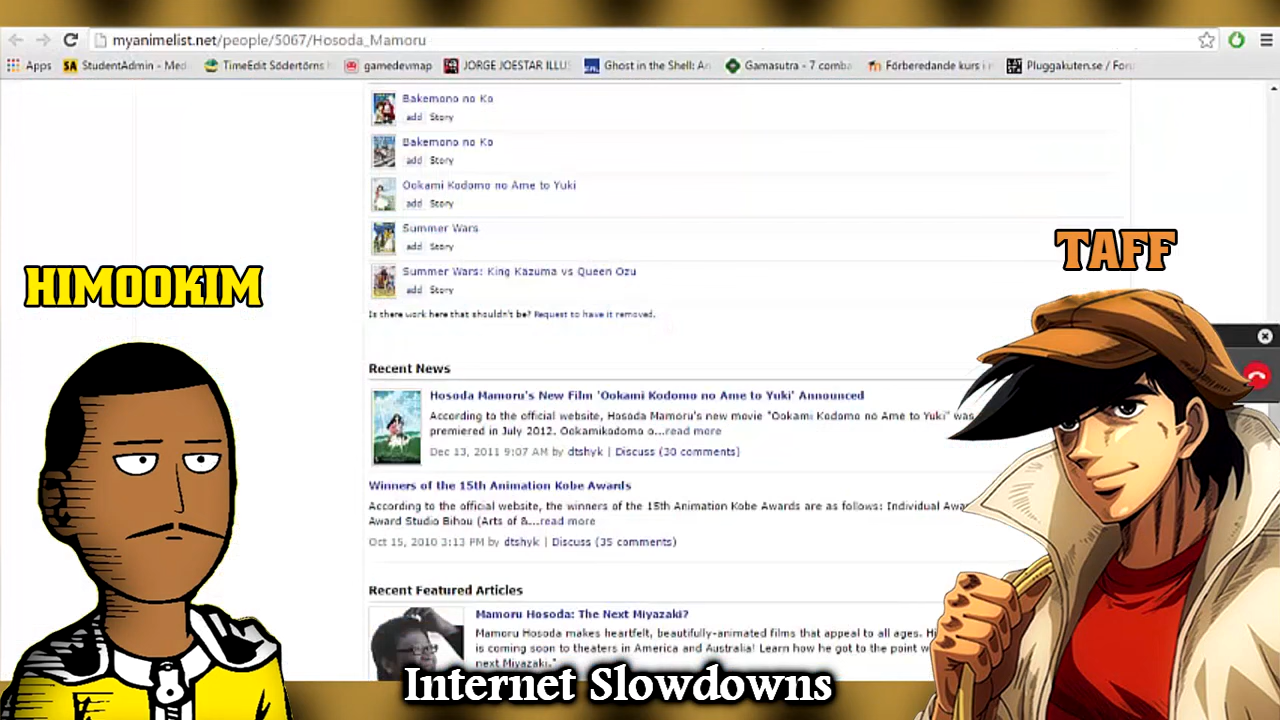 myanimelist.net/people/5067/Hosoda_Mamoru
Apps StudentAdmin - Med TimeEdit Södertörns gamedevmap JORGE JOESTAR ILLUS Ghost in the Shell: Ar Gamasutra - 7 comba Förberedande kurs i Pluggakuten.se / For
Bakemono no Ko
add Story
Bakemono no Ko
add Story
Ookami Kodomo no Ame to Yuki
add Story
Summer Wars
add Story
Summer Wars: King Kazuma vs Queen Ozu
add Story
Is there work here that shouldn't be? Request to have it removed.
HIMOOKIM
TAFF
Recent News
Hosoda Mamoru's New Film 'Ookami Kodomo no Ame to Yuki' Announced
According to the official website, Hosoda Mamoru's new movie "Ookami Kodomo no Ame to Yuki" was
premiered in July 2012. Ookamikodomo o...read more
Dec 13, 2011 9:07 AM by dtshyk | Discuss (30 comments)
Winners of the 15th Animation Kobe Awards
According to the official website, the winners of the 15th Animation Kobe Awards are as follows: Individual Awa
Award Studio Bihou (Arts of &...read more
Oct 15, 2010 3:13 PM by dtshyk | Discuss (35 comments)
Recent Featured Articles
Mamoru Hosoda: The Next Miyazaki?
Mamoru Hosoda makes heartfelt, beautifully-animated films that appeal to all ages. Hi
is coming soon to theaters in America and Australia! Learn how he got to the point w
next Miyazaki."
Internet Slowdowns